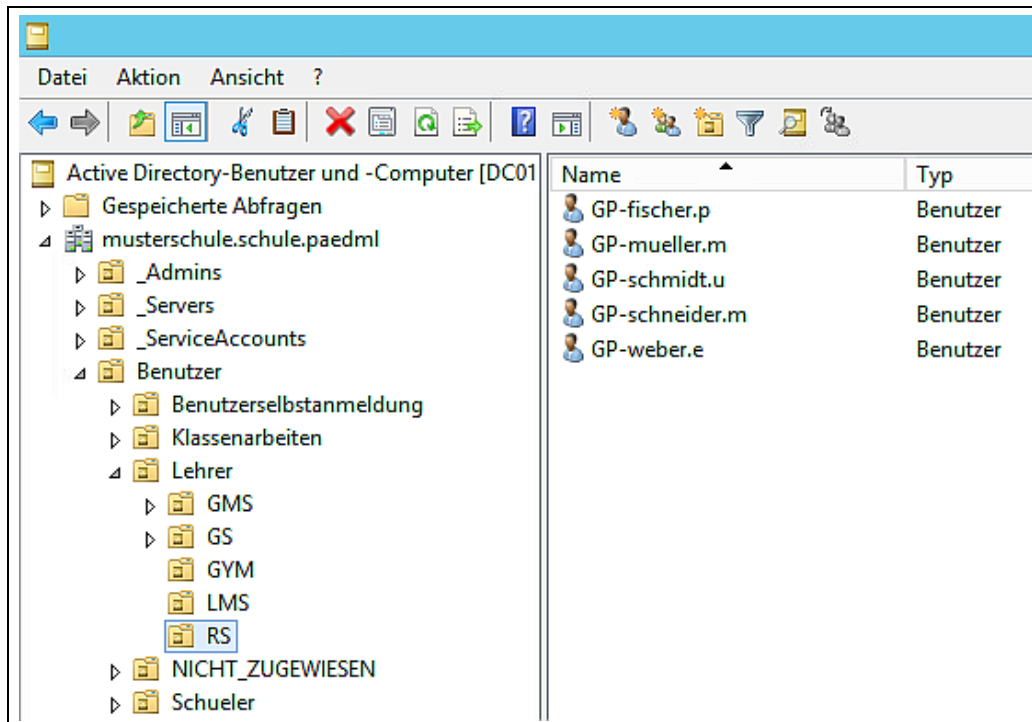 Datei Aktion Ansicht ?
Active Directory-Benutzer und -Computer [DC01
Gespeicherte Abfragen
musterschule.schule.paedml
_Admins
_Servers
_ServiceAccounts
Benutzer
Benutzerselbstanmeldung
Klassenarbeiten
Lehrer
GMS
GS
GYM
LMS
RS
NICHT_ZUGEWIESEN
Schueler
Name Typ
GP-fischer.p Benutzer
GP-mueller.m Benutzer
GP-schmidt.u Benutzer
GP-schneider.m Benutzer
GP-weber.e Benutzer